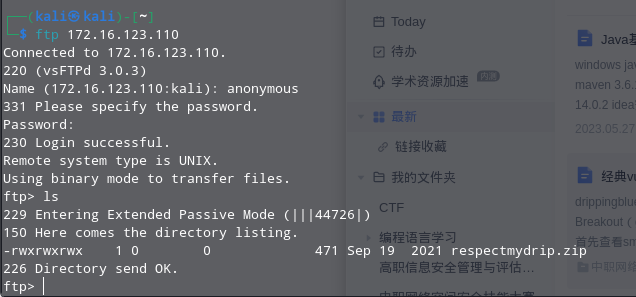 ┌──(kali㉿kali)-[~]
└─$ ftp 172.16.123.110
Connected to 172.16.123.110.
220 (vsFTPd 3.0.3)
Name (172.16.123.110:kali): anonymous
331 Please specify the password.
Password:
230 Login successful.
Remote system type is UNIX.
Using binary mode to transfer files.
ftp> ls
229 Entering Extended Passive Mode (|||44726|)
150 Here comes the directory listing.
-rwxrwxrwx    1 0        0             471 Sep 19  2021 respectmydrip.zip
226 Directory send OK.
ftp>
Today
待办
学术资源加速
内测
最新
链接收藏
我的文件夹
CTF
编程语言学习
高职信息安全管理与评估...
Java基
windows jav
maven 3.6..
14.0.2 idea
2023.05.27
经典vu
drippingblue
Breakout (
首先查看sm
中职网络